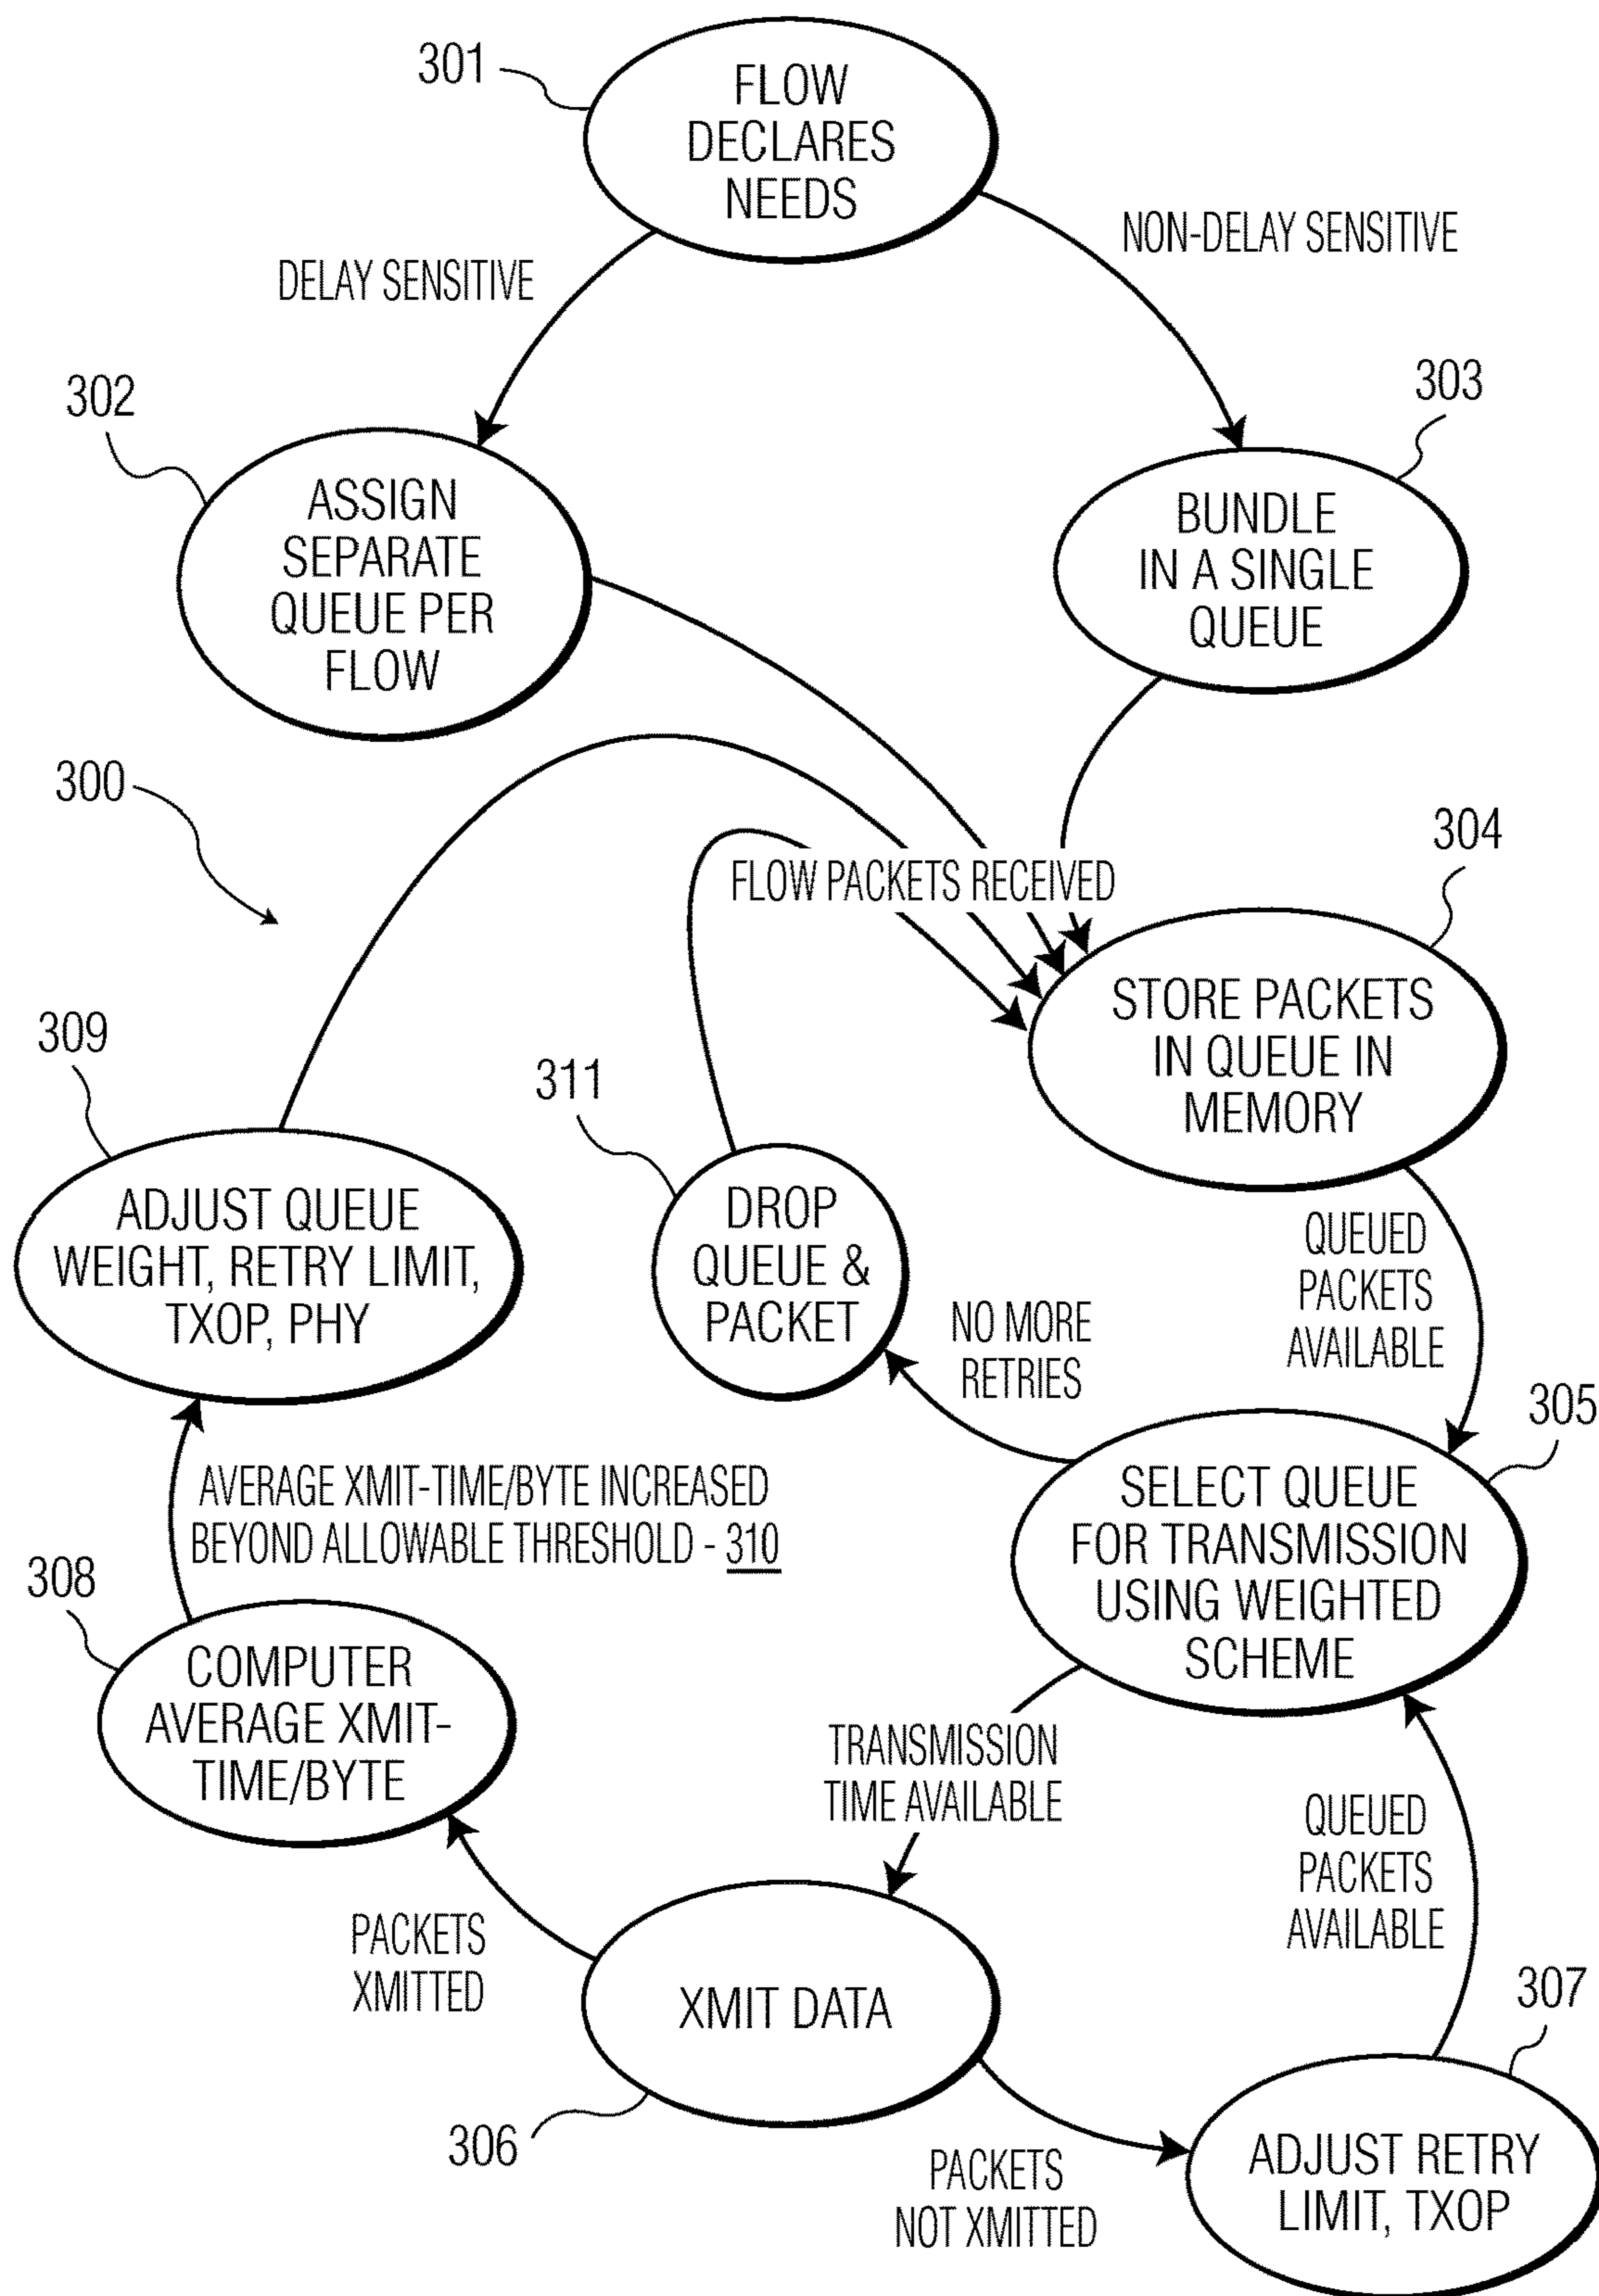 301
FLOW
DECLARES
NEEDS
NON-DELAY SENSITIVE
DELAY SENSITIVE
302
303
ASSIGN
SEPARATE
QUEUE PER
FLOW
BUNDLE
IN A SINGLE
QUEUE
300
304
FLOW PACKETS RECEIVED
STORE PACKETS
IN QUEUE IN
MEMORY
309
311
ADJUST QUEUE
WEIGHT, RETRY LIMIT,
TXOP, PHY
DROP
QUEUE &
PACKET
QUEUED
PACKETS
AVAILABLE
NO MORE
RETRIES
305
AVERAGE XMIT-TIME/BYTE INCREASED
BEYOND ALLOWABLE THRESHOLD - 310
SELECT QUEUE
FOR TRANSMISSION
USING WEIGHTED
SCHEME
308
COMPUTER
AVERAGE XMIT-
TIME/BYTE
TRANSMISSION
TIME AVAILABLE
QUEUED
PACKETS
AVAILABLE
PACKETS
XMITTED
XMIT DATA
307
306
PACKETS
NOT XMITTED
ADJUST RETRY
LIMIT, TXOP